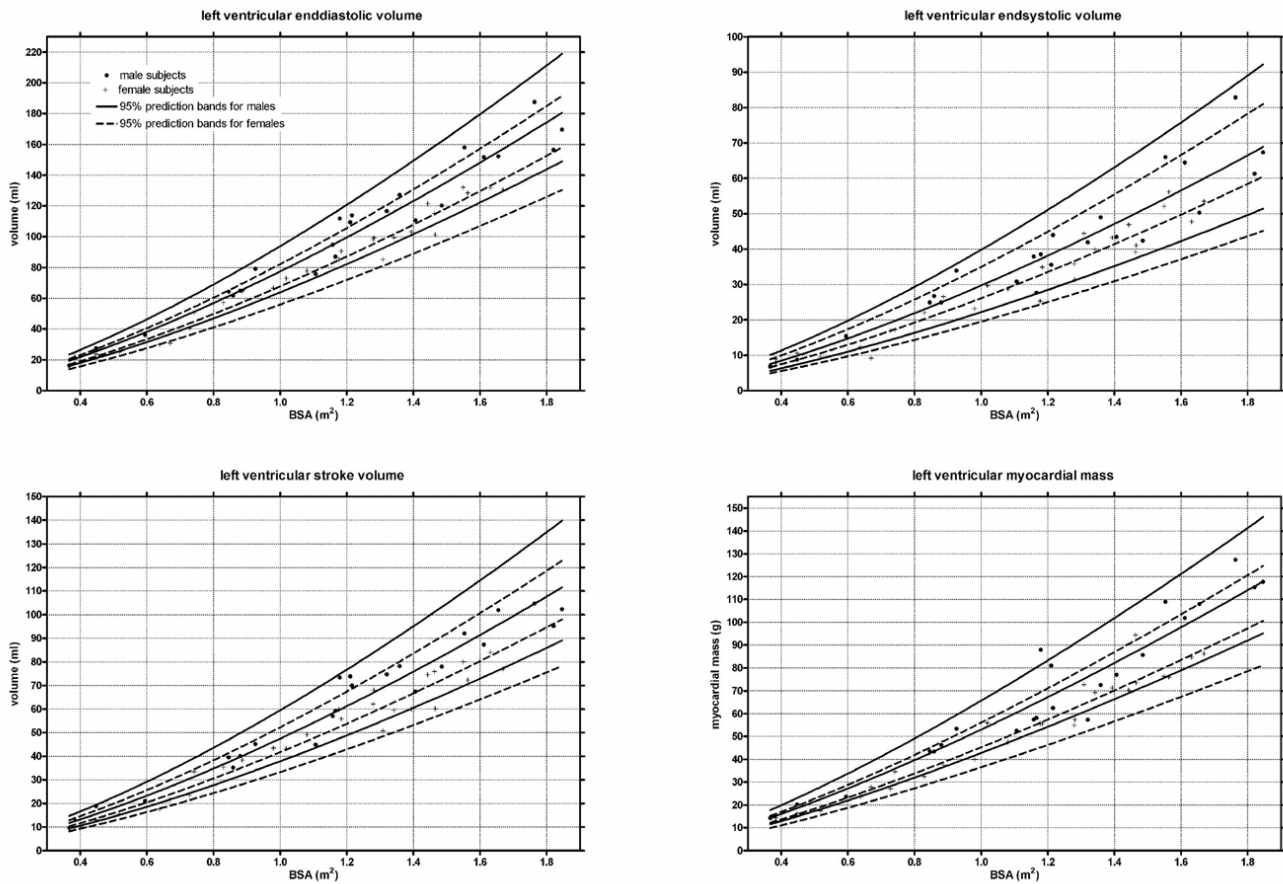 left ventricular enddiastolic volume
220
200
180
160
140
120
100
80
60
40
20
0
volume (ml)
male subjects
female subjects
95% prediction bands for males
95% prediction bands for females
0.4 0.6 0.8 1.0 1.2 1.4 1.6 1.8
BSA (m²)
left ventricular endsystolic volume
100
90
80
70
60
50
40
30
20
10
0
volume (ml)
0.4 0.6 0.8 1.0 1.2 1.4 1.6 1.8
BSA (m²)
left ventricular stroke volume
150
140
130
120
110
100
90
80
70
60
50
40
30
20
10
0
volume (ml)
0.4 0.6 0.8 1.0 1.2 1.4 1.6 1.8
BSA (m²)
left ventricular myocardial mass
150
140
130
120
110
100
90
80
70
60
50
40
30
20
10
0
myocardial mass (g)
0.4 0.6 0.8 1.0 1.2 1.4 1.6 1.8
BSA (m²)